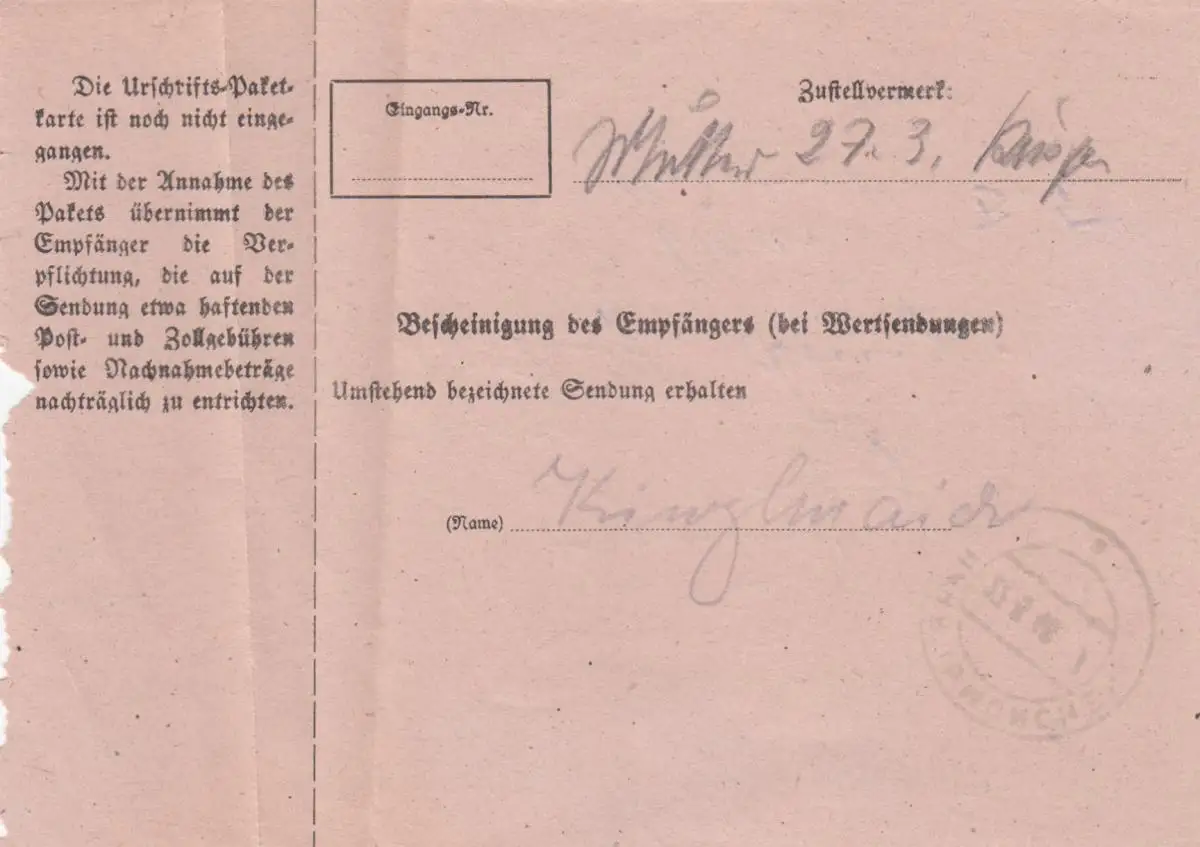 Die Urschrifts-Paket-
karte ist noch nicht einge-
gangen.
Mit der Annahme des
Pakets übernimmt der
Empfänger die Ver-
pflichtung, die auf der
Sendung etwa haftenden
Post- und Zollgebühren
sowie Nachnahmebeträge
nachträglich zu entrichten.
Eingangs-Nr.
Zustellvermerk:
Mutter 27. 3.
Bescheinigung des Empfängers (bei Wertsendungen)
Umstehend bezeichnete Sendung erhalten
(Name)